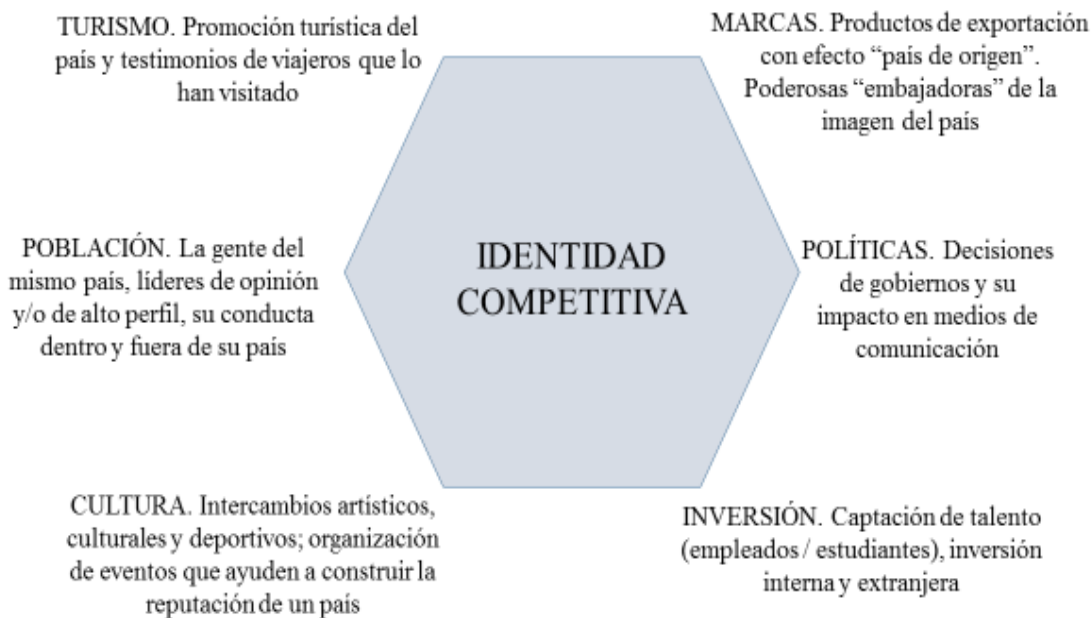 TURISMO. Promoción turística del
país y testimonios de viajeros que lo
han visitado
MARCAS. Productos de exportación
con efecto “país de origen”.
Poderosas “embajadoras” de la
imagen del país
POBLACIÓN. La gente del
mismo país, líderes de opinión
y/o de alto perfil, su conducta
dentro y fuera de su país
IDENTIDAD
COMPETITIVA
POLÍTICAS. Decisiones
de gobiernos y su
impacto en medios de
comunicación
CULTURA. Intercambios artísticos,
culturales y deportivos; organización
de eventos que ayuden a construir la
reputación de un país
INVERSIÓN. Captación de talento
(empleados / estudiantes), inversión
interna y extranjera